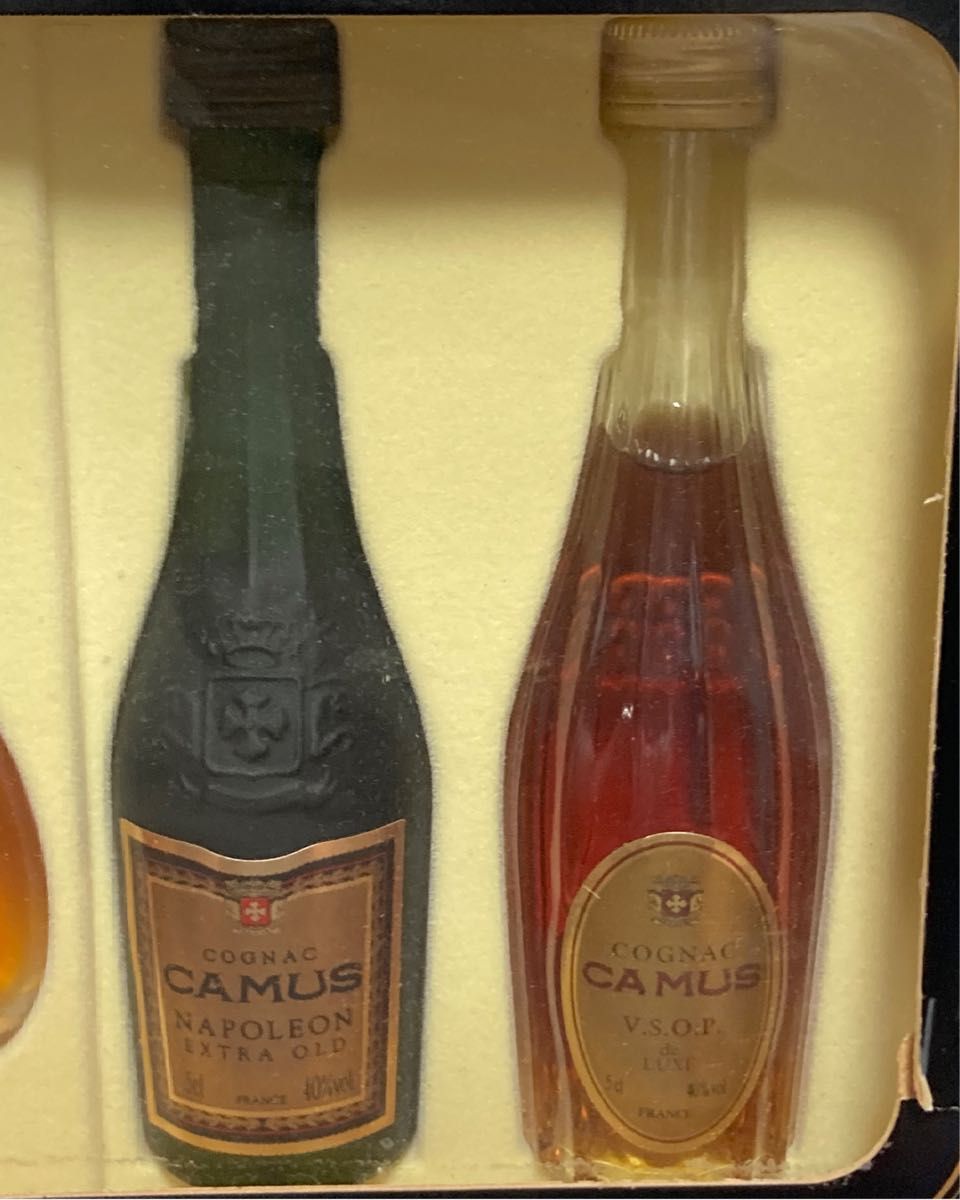 COGNAC
CAMUS
NAPOLEON
EXTRA OLD
5cl 40%vol
FRANCE
COGNAC
CAMUS
V.S.O.P.
de
LUXE
5cl 40%vol
FRANCE